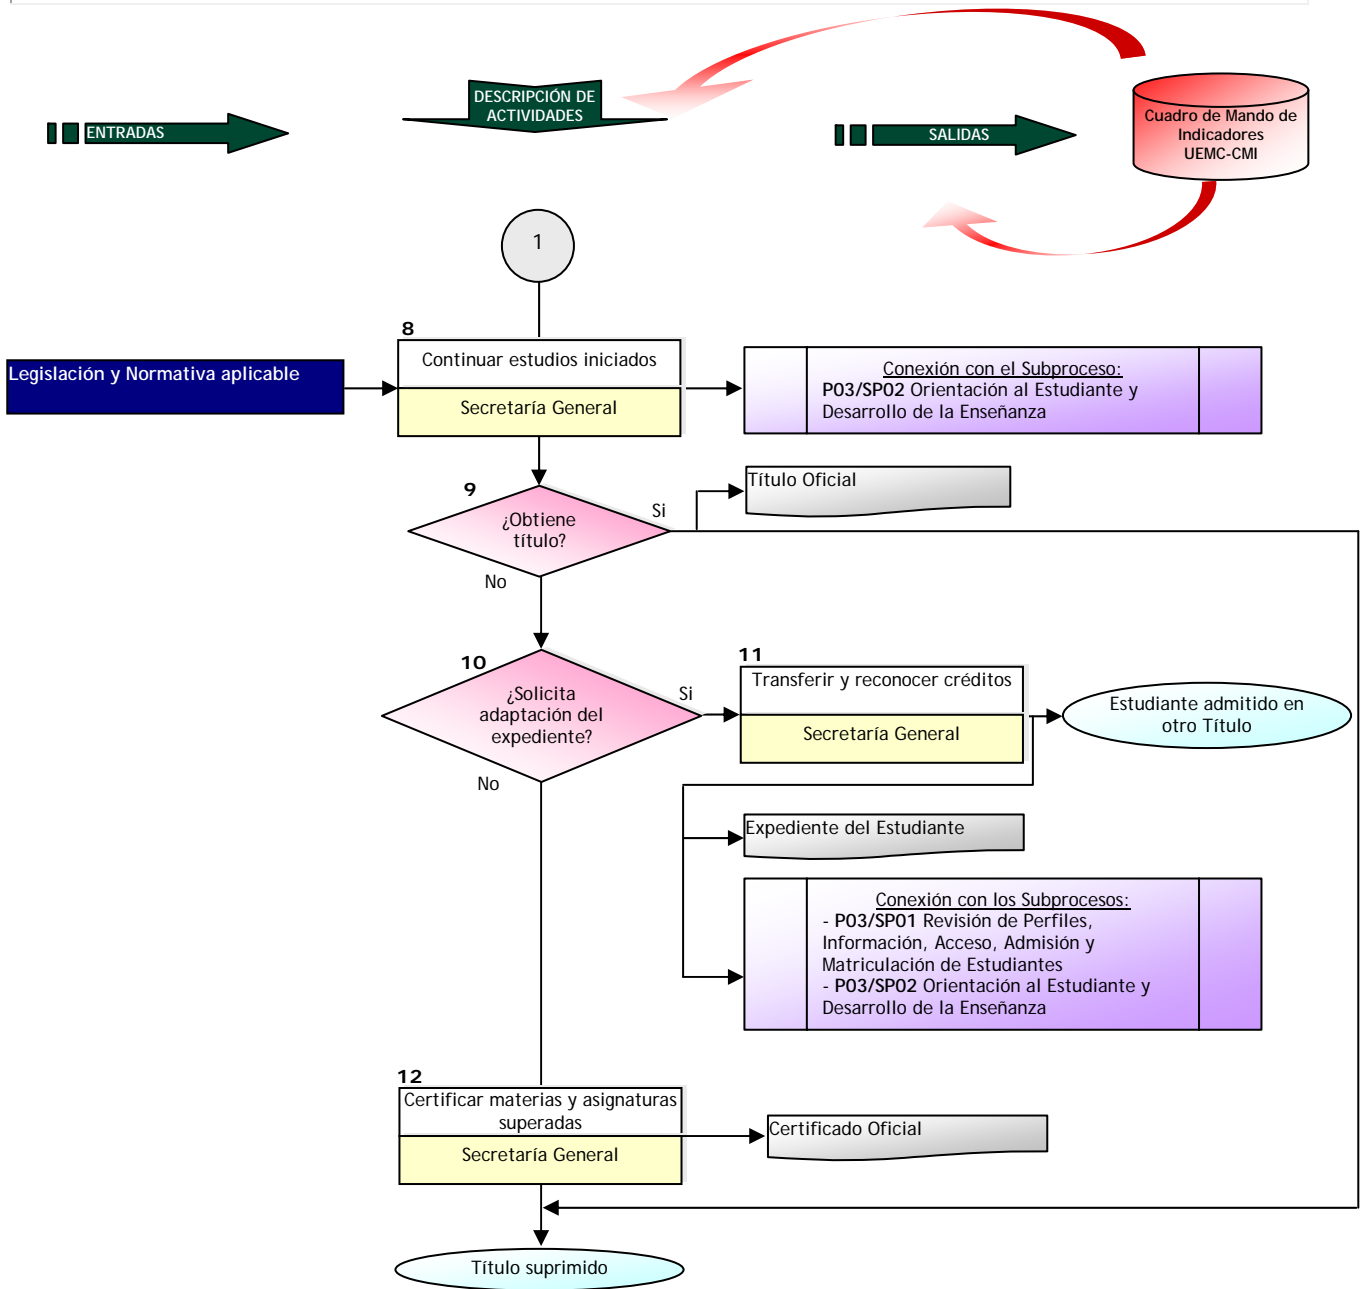 DESCRIPCIÓN DE
ACTIVIDADES
ENTRADAS
SALIDAS
Cuadro de Mando de
Indicadores
UEMC-CMI
1
8
Continuar estudios iniciados
Secretaría General
Legislación y Normativa aplicable
Conexión con el Subproceso:
P03/SP02 Orientación al Estudiante y
Desarrollo de la Enseñanza
9
¿Obtiene
título?
Si
No
Título Oficial
10
¿Solicita
adaptación del
expediente?
Si
No
11
Transferir y reconocer créditos
Secretaría General
Estudiante admitido en
otro Título
Expediente del Estudiante
Conexión con los Subprocesos:
- P03/SP01 Revisión de Perfiles,
Información, Acceso, Admisión y
Matriculación de Estudiantes
- P03/SP02 Orientación al Estudiante y
Desarrollo de la Enseñanza
12
Certificar materias y asignaturas
superadas
Secretaría General
Certificado Oficial
Título suprimido